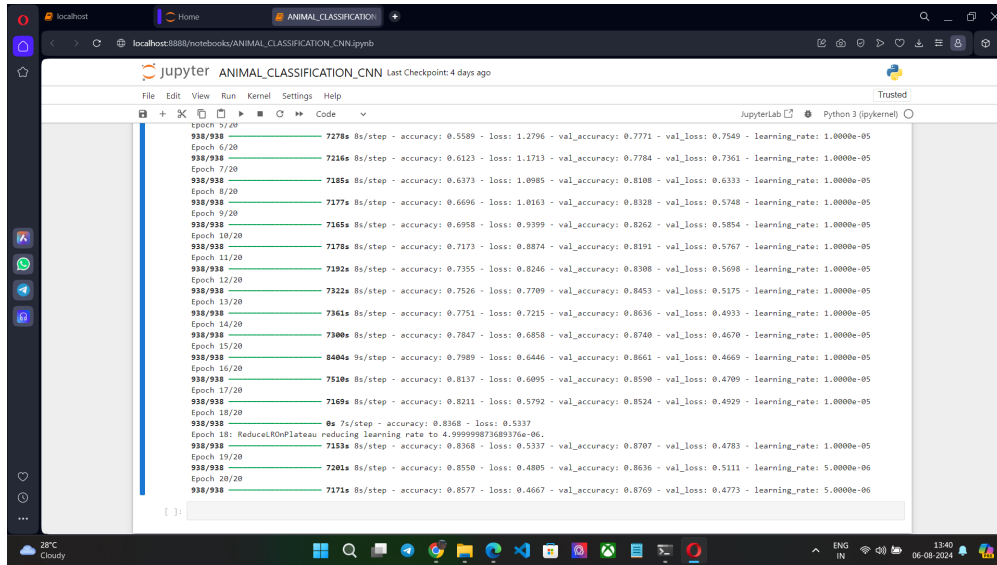 localhost
Home
ANIMAL_CLASSIFICATION
localhost:8888/notebooks/ANIMAL_CLASSIFICATION_CNN.ipynb
jupyter ANIMAL_CLASSIFICATION_CNN Last Checkpoint: 4 days ago
File Edit View Run Kernel Settings Help Trusted
Code JupyterLab Python 3 (ipykernel)
Epoch 5/20
938/938 7278s 8s/step - accuracy: 0.5589 - loss: 1.2796 - val_accuracy: 0.7771 - val_loss: 0.7549 - learning_rate: 1.0000e-05
Epoch 6/20
938/938 7216s 8s/step - accuracy: 0.6123 - loss: 1.1713 - val_accuracy: 0.7784 - val_loss: 0.7361 - learning_rate: 1.0000e-05
Epoch 7/20
938/938 7185s 8s/step - accuracy: 0.6373 - loss: 1.0985 - val_accuracy: 0.8108 - val_loss: 0.6333 - learning_rate: 1.0000e-05
Epoch 8/20
938/938 7177s 8s/step - accuracy: 0.6696 - loss: 1.0163 - val_accuracy: 0.8328 - val_loss: 0.5748 - learning_rate: 1.0000e-05
Epoch 9/20
938/938 7165s 8s/step - accuracy: 0.6958 - loss: 0.9399 - val_accuracy: 0.8262 - val_loss: 0.5854 - learning_rate: 1.0000e-05
Epoch 10/20
938/938 7178s 8s/step - accuracy: 0.7173 - loss: 0.8874 - val_accuracy: 0.8191 - val_loss: 0.5767 - learning_rate: 1.0000e-05
Epoch 11/20
938/938 7192s 8s/step - accuracy: 0.7355 - loss: 0.8246 - val_accuracy: 0.8308 - val_loss: 0.5698 - learning_rate: 1.0000e-05
Epoch 12/20
938/938 7322s 8s/step - accuracy: 0.7526 - loss: 0.7709 - val_accuracy: 0.8453 - val_loss: 0.5175 - learning_rate: 1.0000e-05
Epoch 13/20
938/938 7361s 8s/step - accuracy: 0.7751 - loss: 0.7215 - val_accuracy: 0.8636 - val_loss: 0.4933 - learning_rate: 1.0000e-05
Epoch 14/20
938/938 7300s 8s/step - accuracy: 0.7847 - loss: 0.6858 - val_accuracy: 0.8740 - val_loss: 0.4670 - learning_rate: 1.0000e-05
Epoch 15/20
938/938 8404s 9s/step - accuracy: 0.7989 - loss: 0.6446 - val_accuracy: 0.8661 - val_loss: 0.4669 - learning_rate: 1.0000e-05
Epoch 16/20
938/938 7510s 8s/step - accuracy: 0.8137 - loss: 0.6095 - val_accuracy: 0.8590 - val_loss: 0.4709 - learning_rate: 1.0000e-05
Epoch 17/20
938/938 7169s 8s/step - accuracy: 0.8211 - loss: 0.5792 - val_accuracy: 0.8524 - val_loss: 0.4929 - learning_rate: 1.0000e-05
Epoch 18/20
938/938 0s 7s/step - accuracy: 0.8368 - loss: 0.5337
Epoch 18: ReduceLROnPlateau reducing learning rate to 4.999999873689376e-06.
938/938 7153s 8s/step - accuracy: 0.8368 - loss: 0.5337 - val_accuracy: 0.8707 - val_loss: 0.4783 - learning_rate: 1.0000e-05
Epoch 19/20
938/938 7201s 8s/step - accuracy: 0.8550 - loss: 0.4805 - val_accuracy: 0.8636 - val_loss: 0.5111 - learning_rate: 5.0000e-06
Epoch 20/20
938/938 7171s 8s/step - accuracy: 0.8577 - loss: 0.4667 - val_accuracy: 0.8769 - val_loss: 0.4773 - learning_rate: 5.0000e-06
[ ]:
28°C
Cloudy
ENG
IN
13:40
06-08-2024